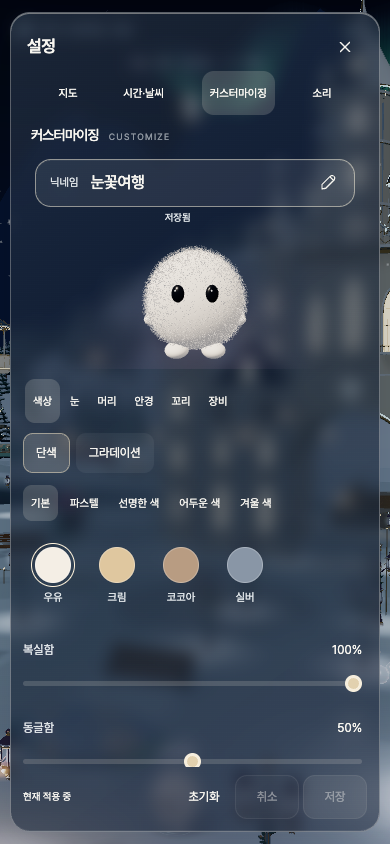 설정
지도 시간·날씨 커스터마이징 소리
커스터마이징 CUSTOMIZE
닉네임 눈꽃여행
저장됨
색상 눈 머리 안경 꼬리 장비
단색 그라데이션
기본 파스텔 선명한 색 어두운 색 겨울 색
우유 크림 코코아 실버
복실함 100%
동글함 50%
현재 적용 중 초기화 취소 저장